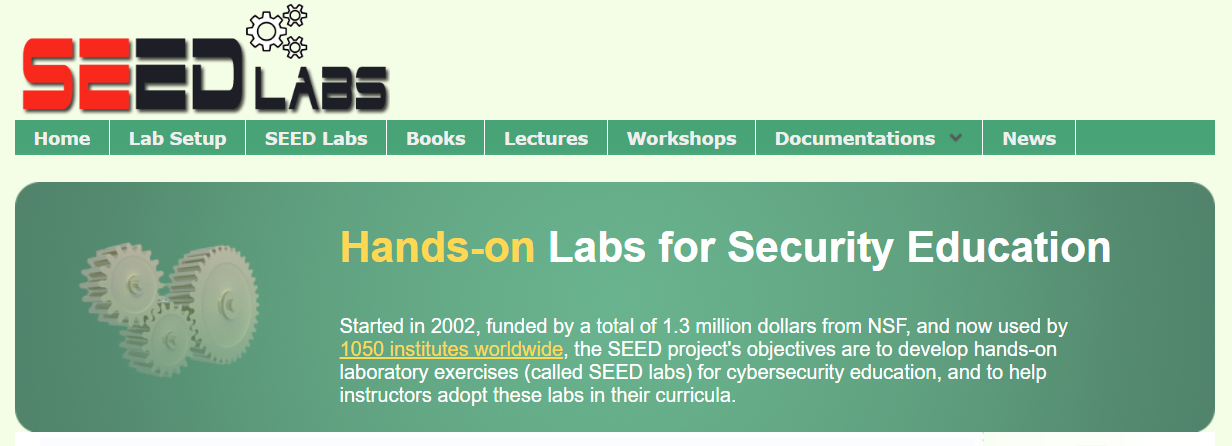 SEED LABS
Home Lab Setup SEED Labs Books Lectures Workshops Documentations News
Hands-on Labs for Security Education
Started in 2002, funded by a total of 1.3 million dollars from NSF, and now used by
1050 institutes worldwide, the SEED project's objectives are to develop hands-on
laboratory exercises (called SEED labs) for cybersecurity education, and to help
instructors adopt these labs in their curricula.